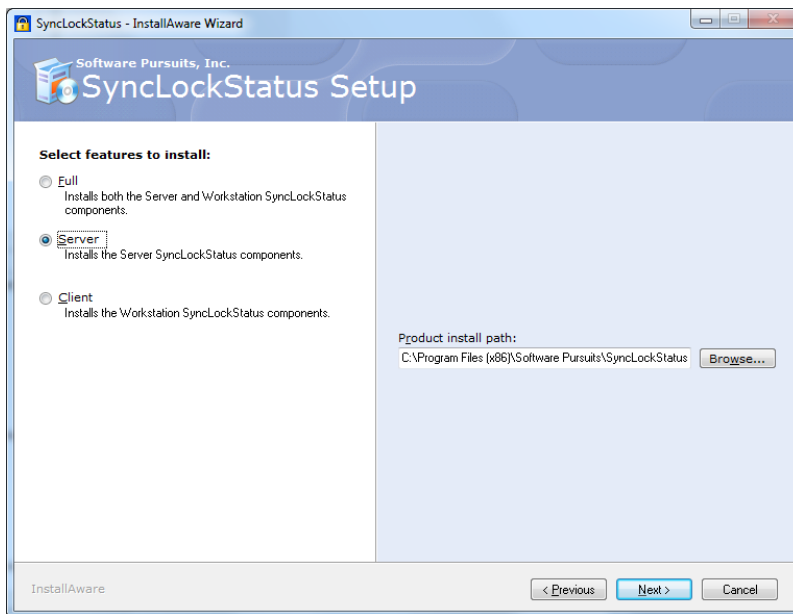 SyncLockStatus - InstallAware Wizard
Software Pursuits, Inc.
SyncLockStatus Setup
Select features to install:
Full
Installs both the Server and Workstation SyncLockStatus
components.
Server
Installs the Server SyncLockStatus components.
Client
Installs the Workstation SyncLockStatus components.
Product install path:
C:\Program Files (x86)\Software Pursuits\SyncLockStatus
Browse...
InstallAware
< Previous
Next >
Cancel